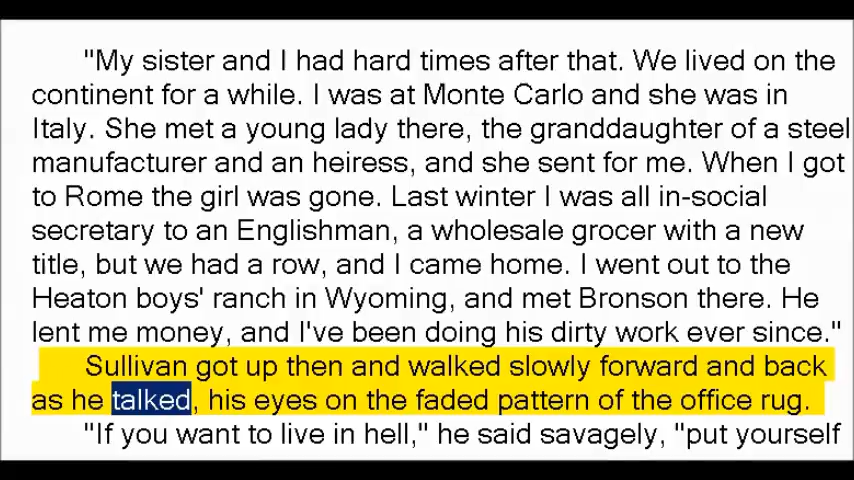 "My sister and I had hard times after that. We lived on the
continent for a while. I was at Monte Carlo and she was in
Italy. She met a young lady there, the granddaughter of a steel
manufacturer and an heiress, and she sent for me. When I got
to Rome the girl was gone. Last winter I was all in-social
secretary to an Englishman, a wholesale grocer with a new
title, but we had a row, and I came home. I went out to the
Heaton boys' ranch in Wyoming, and met Bronson there. He
lent me money, and I've been doing his dirty work ever since."
Sullivan got up then and walked slowly forward and back
as he talked, his eyes on the faded pattern of the office rug.
"If you want to live in hell," he said savagely, "put yourself